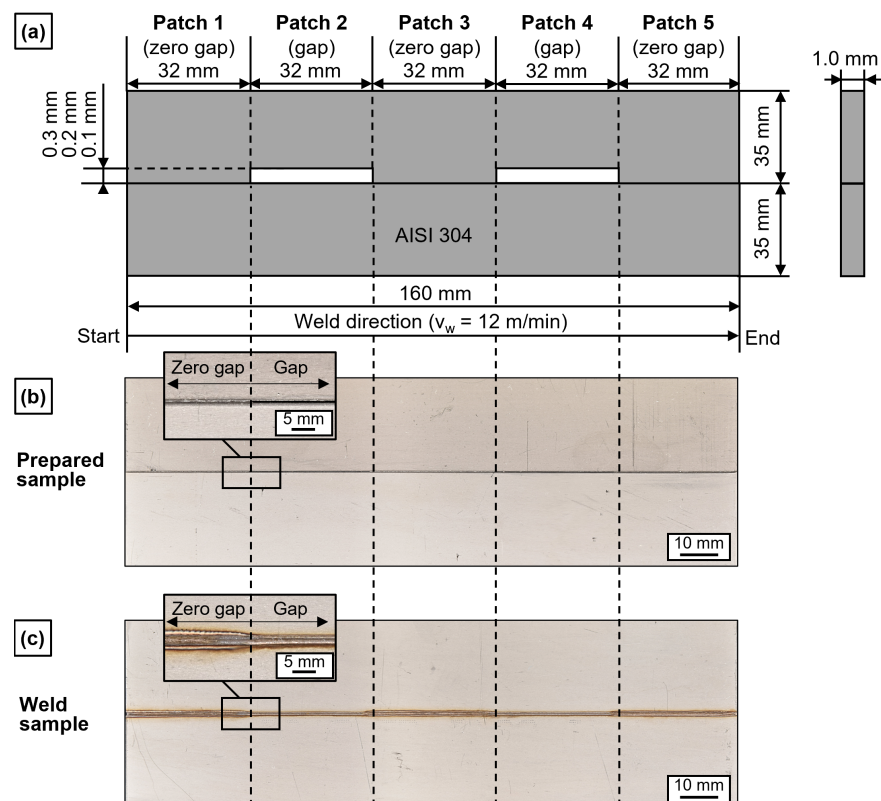 (a)
Patch 1
(zero gap)
32 mm
Patch 2
(gap)
32 mm
Patch 3
(zero gap)
32 mm
Patch 4
(gap)
32 mm
Patch 5
(zero gap)
32 mm
1.0 mm
0.3 mm
0.2 mm
0.1 mm
35 mm
35 mm
AISI 304
160 mm
Weld direction (vw = 12 m/min)
Start
End
(b)
Zero gap
Gap
5 mm
Prepared
sample
10 mm
(c)
Zero gap
Gap
5 mm
Weld
sample
10 mm